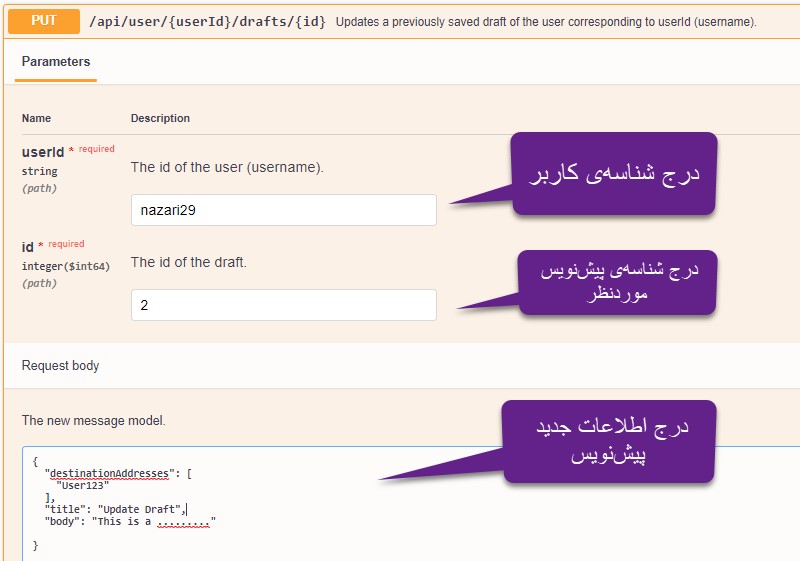 PUT /api/user/{userId}/drafts/{id} Updates a previously saved draft of the user corresponding to userId (username).
Parameters
Name Description
userId * required
string
(path)
The id of the user (username).
nazari29
درج شناسه‌ی کاربر
id * required
integer($int64)
(path)
The id of the draft.
2
درج شناسه‌ی پیش‌نویس
موردنظر
Request body
The new message model.
درج اطلاعات جدید
پیش‌نویس
{
"destinationAddresses": [
"User123"
],
"title": "Update Draft",
"body": "This is a ........."
}